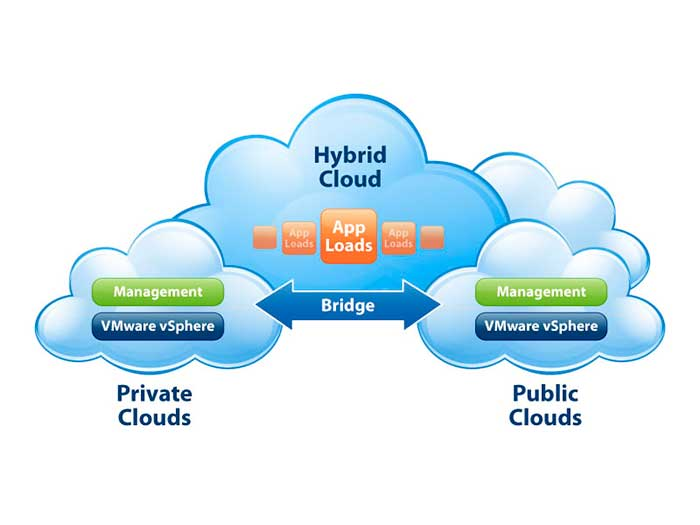 Hybrid
Cloud
App
Loads
App
Loads
App
Loads
Management
VMware vSphere
Bridge
Management
VMware vSphere
Private
Clouds
Public
Clouds